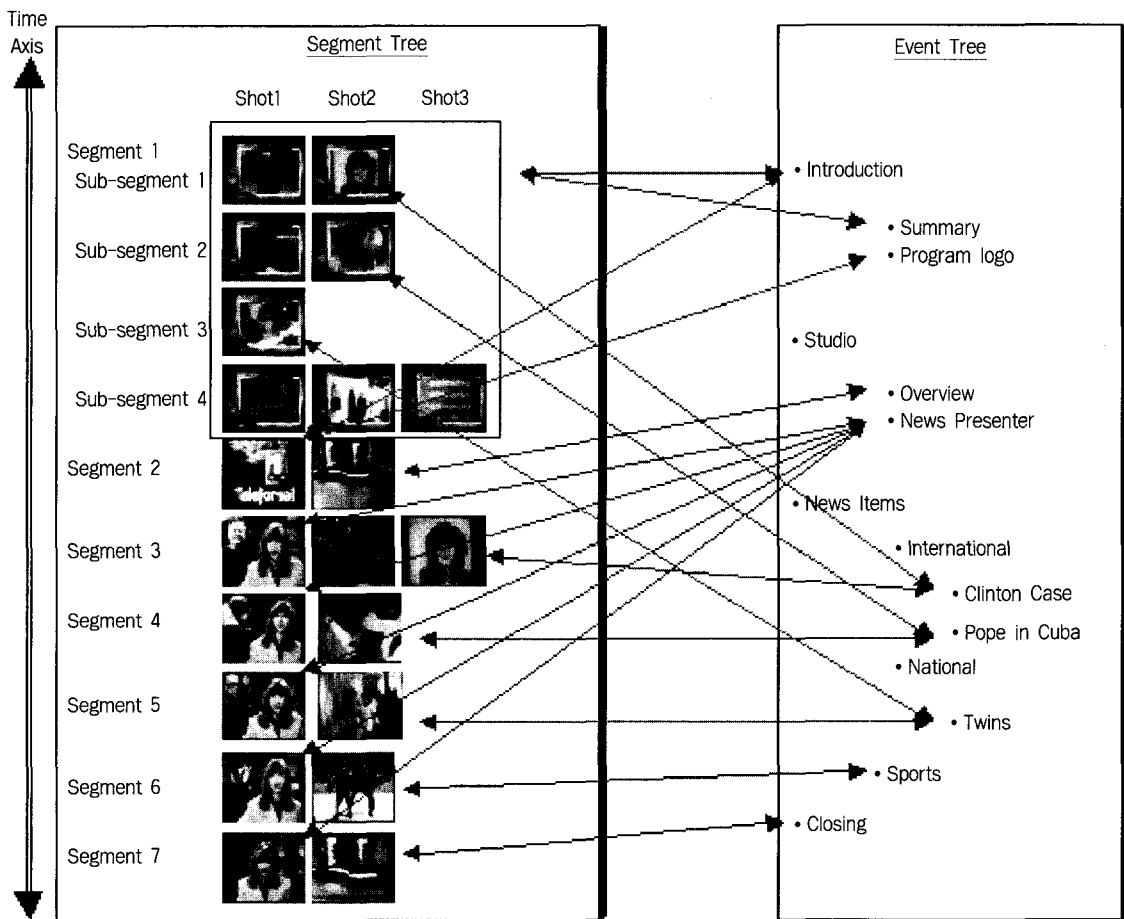 Time
Axis
Segment Tree
Event Tree
Shot1 Shot2 Shot3
Segment 1
Sub-segment 1
Sub-segment 2
Sub-segment 3
Sub-segment 4
Segment 2
Telejornal
Segment 3
Segment 4
Segment 5
Segment 6
Segment 7
• Introduction
• Summary
• Program logo
• Studio
• Overview
• News Presenter
• News Items
• International
• Clinton Case
• Pope in Cuba
• National
• Twins
• Sports
• Closing